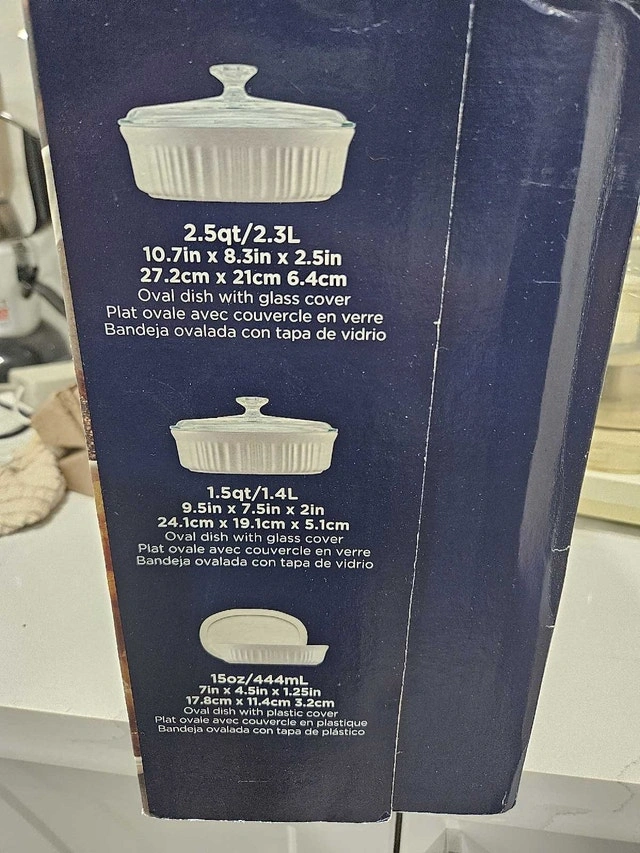 2.5qt/2.3L
10.7in x 8.3in x 2.5in
27.2cm x 21cm 6.4cm
Oval dish with glass cover
Plat ovale avec couvercle en verre
Bandeja ovalada con tapa de vidrio
1.5qt/1.4L
9.5in x 7.5in x 2in
24.1cm x 19.1cm x 5.1cm
Oval dish with glass cover
Plat ovale avec couvercle en verre
Bandeja ovalada con tapa de vidrio
15oz/444mL
7in x 4.5in x 1.25in
17.8cm x 11.4cm 3.2cm
Oval dish with plastic cover
Plat ovale avec couvercle en plastique
Bandeja ovalada con tapa de plástico